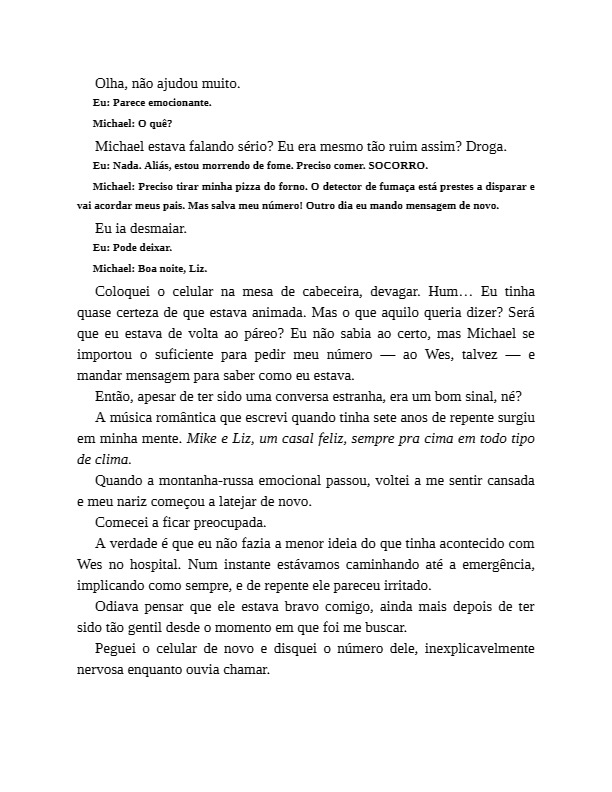 Olha, não ajudou muito.
Eu: Parece emocionante.
Michael: O quê?
Michael estava falando sério? Eu era mesmo tão ruim assim? Droga.
Eu: Nada. Aliás, estou morrendo de fome. Preciso comer. SOCORRO.
Michael: Preciso tirar minha pizza do forno. O detector de fumaça está prestes a disparar e
vai acordar meus pais. Mas salva meu número! Outro dia eu mando mensagem de novo.
Eu ia desmaiar.
Eu: Pode deixar.
Michael: Boa noite, Liz.
Coloquei o celular na mesa de cabeceira, devagar. Hum… Eu tinha
quase certeza de que estava animada. Mas o que aquilo queria dizer? Será
que eu estava de volta ao páreo? Eu não sabia ao certo, mas Michael se
importou o suficiente para pedir meu número — ao Wes, talvez — e
mandar mensagem para saber como eu estava.
Então, apesar de ter sido uma conversa estranha, era um bom sinal, né?
A música romântica que escrevi quando tinha sete anos de repente surgiu
em minha mente. Mike e Liz, um casal feliz, sempre pra cima em todo tipo
de clima.
Quando a montanha-russa emocional passou, voltei a me sentir cansada
e meu nariz começou a latejar de novo.
Comecei a ficar preocupada.
A verdade é que eu não fazia a menor ideia do que tinha acontecido com
Wes no hospital. Num instante estávamos caminhando até a emergência,
implicando como sempre, e de repente ele pareceu irritado.
Odiava pensar que ele estava bravo comigo, ainda mais depois de ter
sido tão gentil desde o momento em que foi me buscar.
Peguei o celular de novo e disquei o número dele, inexplicavelmente
nervosa enquanto ouvia chamar.